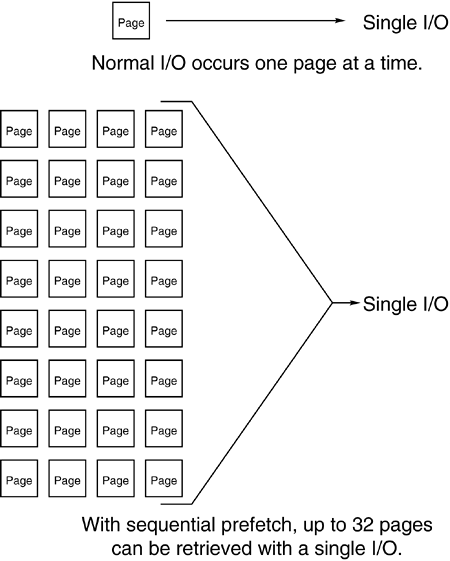 Page Single I/O
Normal I/O occurs one page at a time.
Page Page Page Page
Page Page Page Page
Page Page Page Page
Page Page Page Page
Single I/O
Page Page Page Page
Page Page Page Page
Page Page Page Page
Page Page Page Page
With sequential prefetch, up to 32 pages
can be retrieved with a single I/O.